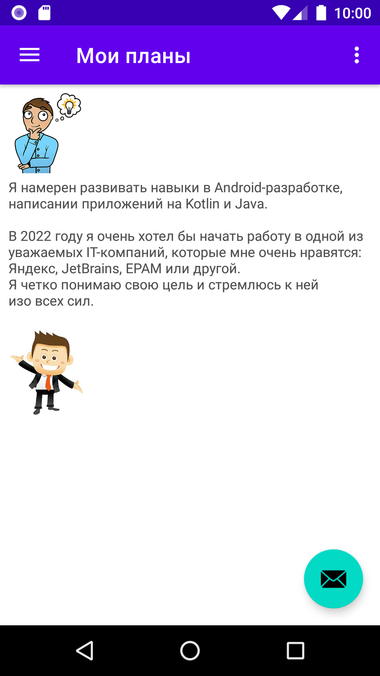 10:00
Мои планы
Я намерен развивать навыки в Android-разработке,
написании приложений на Kotlin и Java.
В 2022 году я очень хотел бы начать работу в одной из
уважаемых IT-компаний, которые мне очень нравятся:
Яндекс, JetBrains, EPAM или другой.
Я четко понимаю свою цель и стремлюсь к ней
изо всех сил.